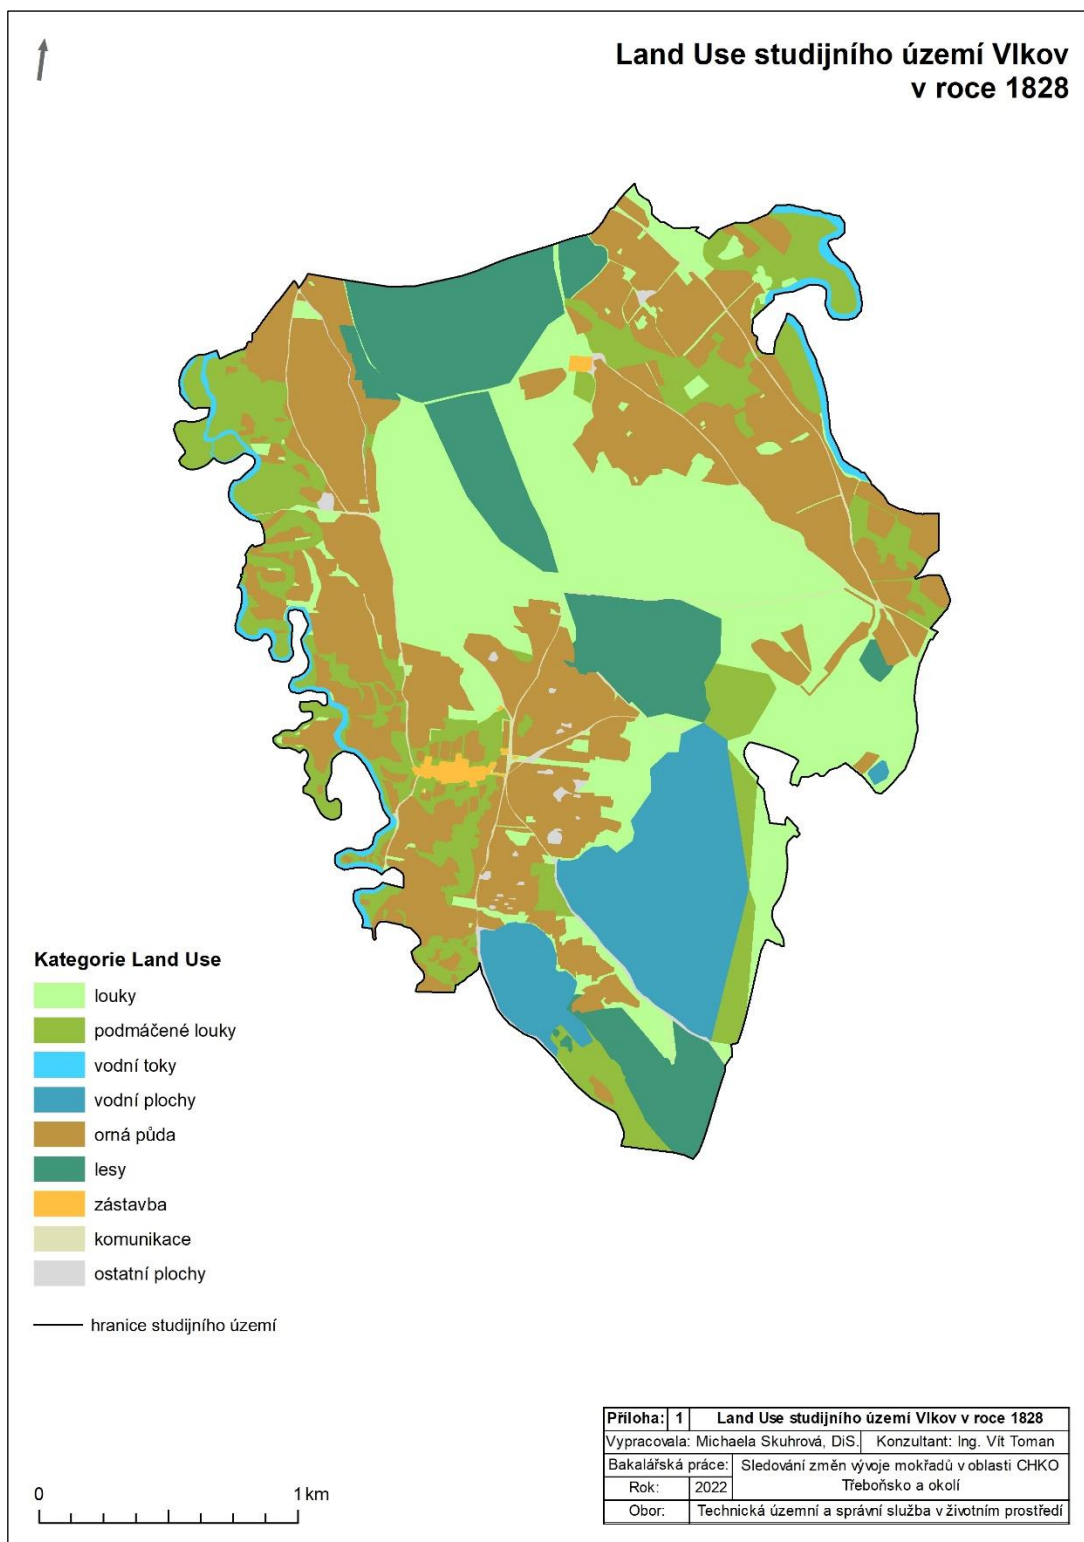 Land Use studijního území Vlkov
v roce 1828
Kategorie Land Use
louky
podmáčené louky
vodní toky
vodní plochy
orná půda
lesy
zástavba
komunikace
ostatní plochy
hranice studijního území
0 1 km
Příloha: 1 Land Use studijního území Vlkov v roce 1828
Vypracovala: Michaela Skuhrová, DiS. Konzultant: Ing. Vít Toman
Bakalářská práce: Sledování změn vývoje mokřadů v oblasti CHKO
Třeboňsko a okolí
Rok: 2022
Obor: Technická územní a správní služba v životním prostředí